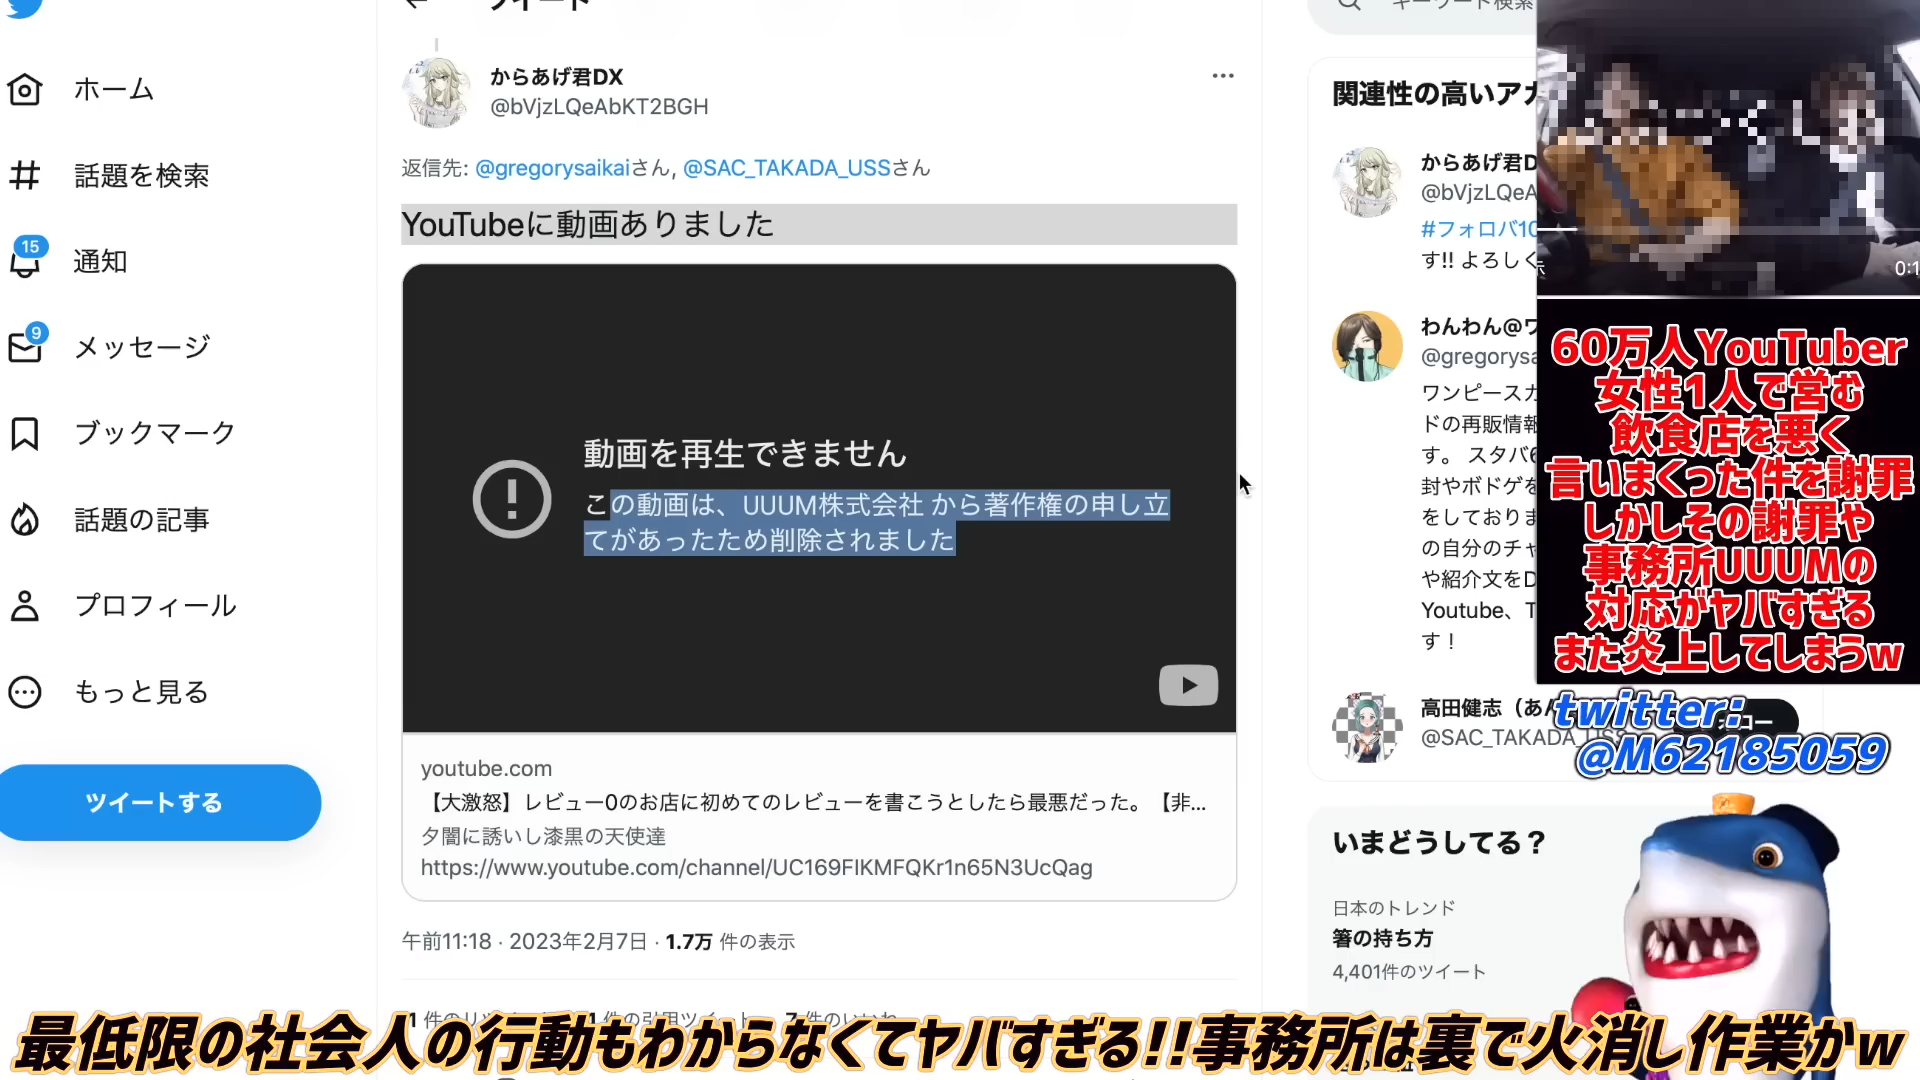 ツイート
ホーム
話題を検索
15
通知
9
メッセージ
ブックマーク
話題の記事
プロフィール
もっと見る
ツイートする
からあげ君DX
@bVjzLQeAbKT2BGH
返信先: @gregorysaikaiさん, @SAC_TAKADA_USSさん
YouTubeに動画ありました
動画を再生できません
この動画は、UUUM株式会社 から著作権の申し立
てがあったため削除されました
youtube.com
【大激怒】レビュー0のお店に初めてのレビューを書こうとしたら最悪だった。【非...
夕闇に誘いし漆黒の天使達
https://www.youtube.com/channel/UC169FIKMFQKr1n65N3UcQag
午前11:18 · 2023年2月7日 · 1.7万 件の表示
キーワード検索
関連性の高いアカ
からあげ君D
@bVjzLQeA
#フォロバ10
す!! よろしく
わんわん@ワ
@gregorysa
ワンピースカ
ドの再販情報
す。 スタバ6
封やボドゲを
をしておりま
の自分のチャ
や紹介文をD
Youtube、T
す！
高田健志（あん
@SAC_TAKADA_USS
いまどうしてる？
日本のトレンド
箸の持ち方
4,401件のツイート
0:1
60万人YouTuber
女性1人で営む
飲食店を悪く
言いまくった件を謝罪
しかしその謝罪や
事務所UUUMの
対応がヤバすぎる
また炎上してしまうw
twitter:
@M62185059
最低限の社会人の行動もわからなくてヤバすぎる!!事務所は裏で火消し作業かw